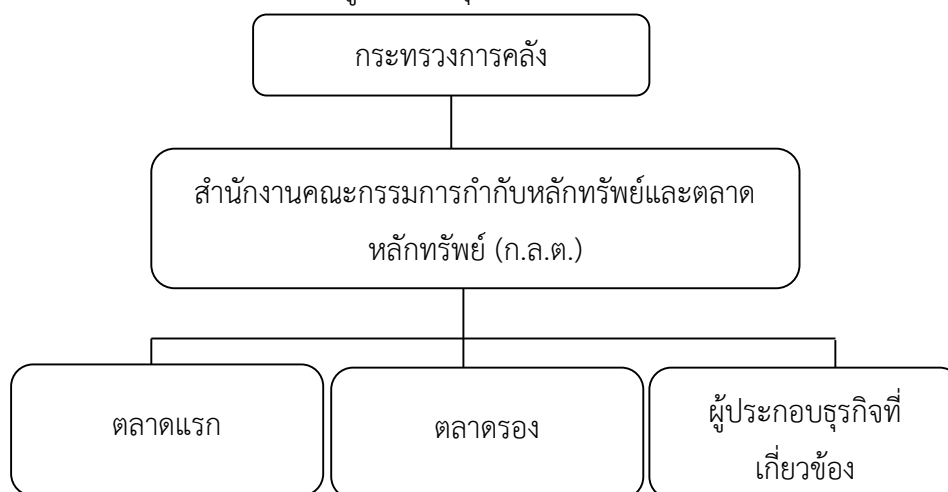 กระทรวงการคลัง
สำนักงานคณะกรรมการกำกับหลักทรัพย์และตลาด
หลักทรัพย์ (ก.ล.ต.)
ตลาดแรก
ตลาดรอง
ผู้ประกอบธุรกิจที่
เกี่ยวข้อง